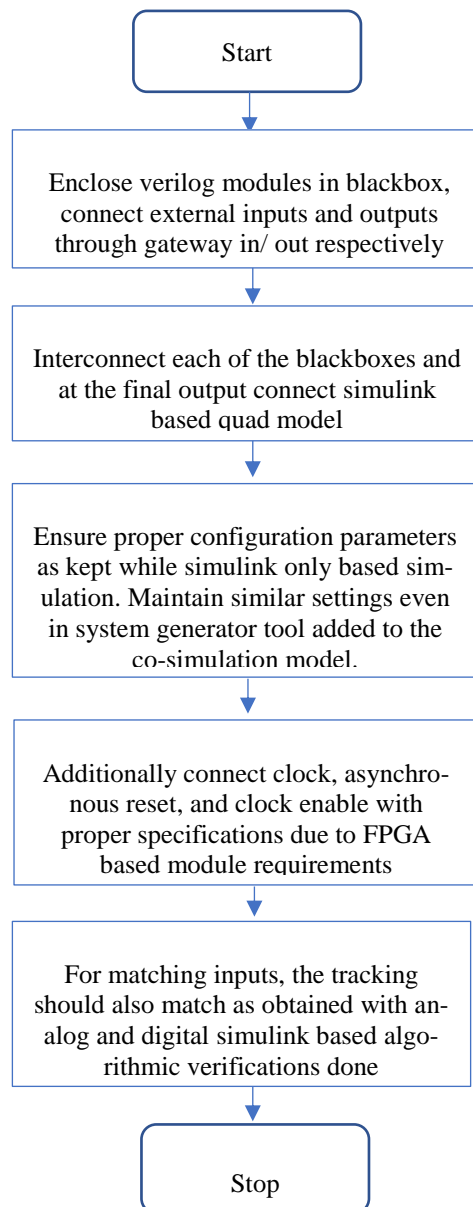 Start
Enclose verilog modules in blackbox,
connect external inputs and outputs
through gateway in/ out respectively
Interconnect each of the blackboxes and
at the final output connect simulink
based quad model
Ensure proper configuration parameters
as kept while simulink only based sim-
ulation. Maintain similar settings even
in system generator tool added to the
co-simulation model.
Additionally connect clock, asynchro-
nous reset, and clock enable with
proper specifications due to FPGA
based module requirements
For matching inputs, the tracking
should also match as obtained with an-
alog and digital simulink based algo-
rithmic verifications done
Stop